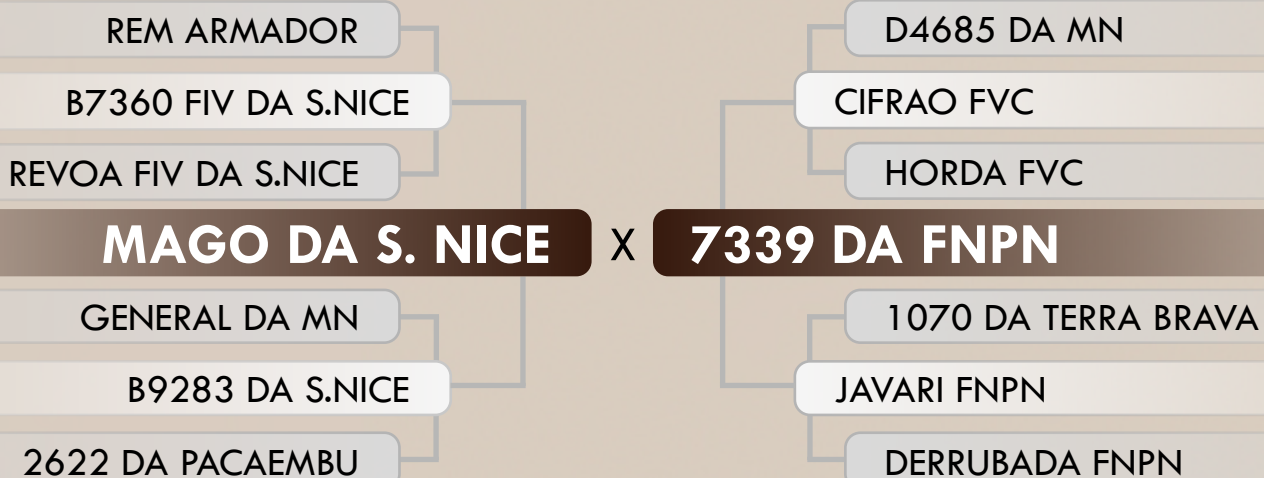 REM ARMADOR
B7360 FIV DA S.NICE
REVOA FIV DA S.NICE
MAGO DA S. NICE X 7339 DA FNPN
GENERAL DA MN
B9283 DA S.NICE
2622 DA PACAEMBU
D4685 DA MN
CIFRAO FVC
HORDA FVC
1070 DA TERRA BRAVA
JAVARI FNPN
DERRUBADA FNPN